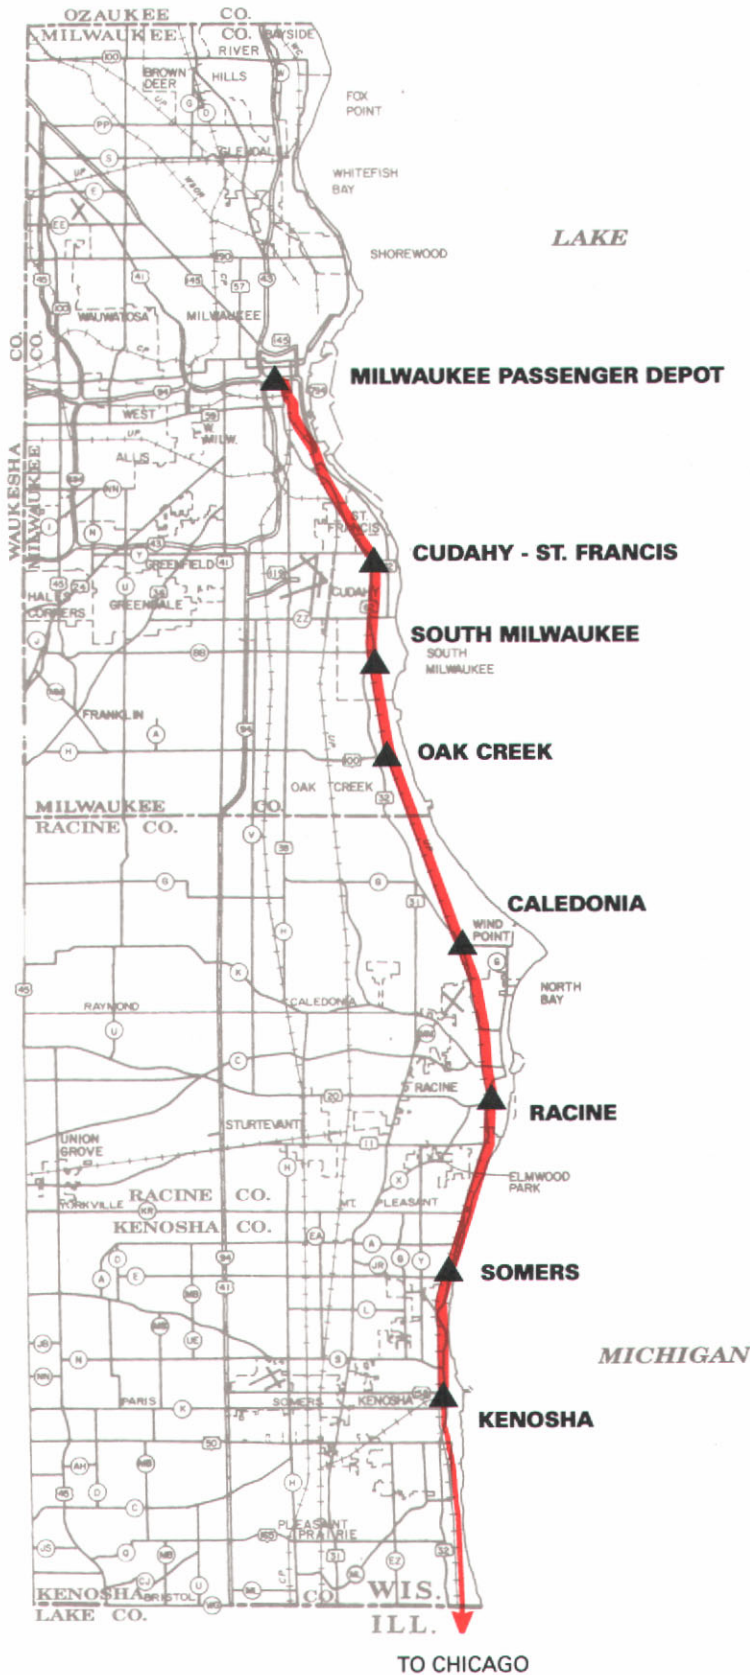 OZAUKEE CO.
MILWAUKEE CO.
BAYSIDE
RIVER
HILLS
BROWN
DEER
FOX
POINT
GLENDALE
WHITEFISH
BAY
LAKE
SHOREWOOD
WAUWATOSA
MILWAUKEE
MILWAUKEE PASSENGER DEPOT
WAUKESHA CO.
MILWAUKEE CO.
WEST
ALLIS
W.
MILW.
ST.
FRANCIS
CUDAHY - ST. FRANCIS
GREENFIELD
HALES
CORNERS
GREENDALE
CUDAHY
SOUTH MILWAUKEE
SOUTH
MILWAUKEE
FRANKLIN
OAK CREEK
OAK CREEK
MILWAUKEE CO.
RACINE CO.
CALEDONIA
WIND
POINT
NORTH
BAY
RAYMOND
CALEDONIA
RACINE
RACINE
STURTEVANT
UNION
GROVE
ELMWOOD
PARK
YORKVILLE
RACINE CO.
MT. PLEASANT
KENOSHA CO.
SOMERS
MICHIGAN
PARIS
SOMERS
KENOSHA
KENOSHA
PLEASANT
PRAIRIE
KENOSHA CO.
BRISTOL
WIS.
LAKE CO.
ILL.
TO CHICAGO